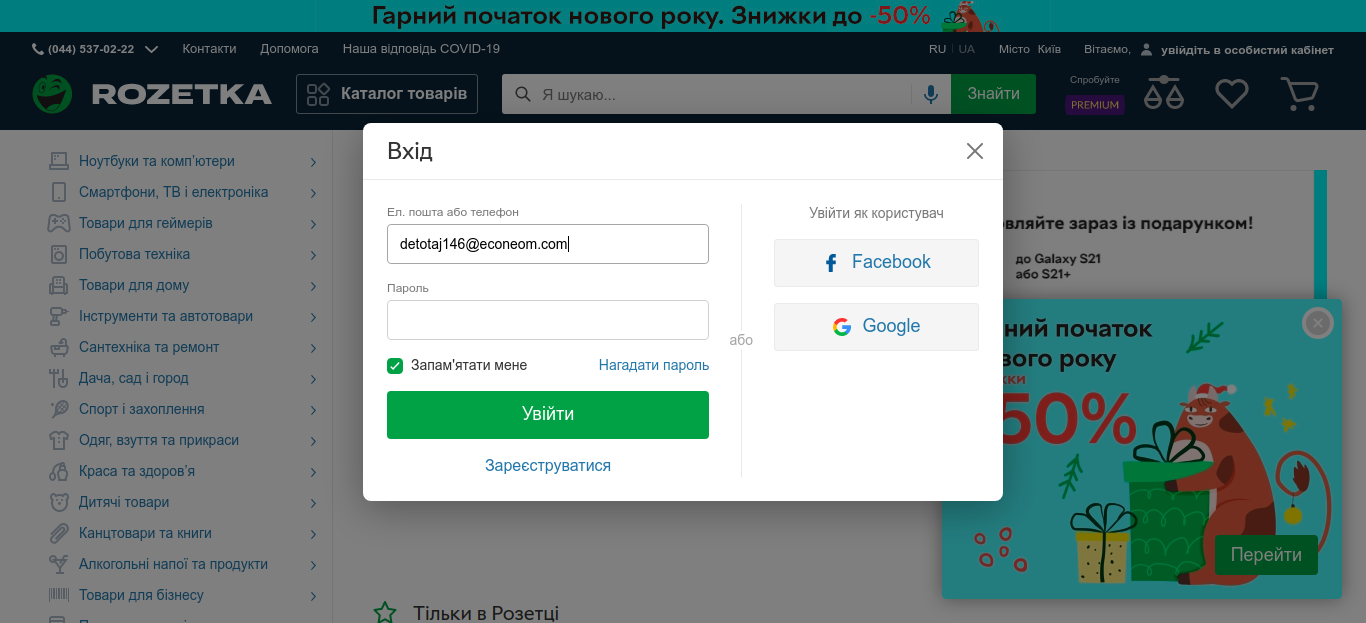 Гарний початок нового року. Знижки до -50%
(044) 537-02-22
Контакти
Допомога
Наша відповідь COVID-19
RU | UA
Місто Київ
Вітаємо, увійдіть в особистий кабінет
ROZETKA
Каталог товарів
Я шукаю...
Знайти
Спробуйте
PREMIUM
Ноутбуки та комп'ютери
Смартфони, ТВ і електроніка
Товари для геймерів
Побутова техніка
Товари для дому
Інструменти та автотовари
Сантехніка та ремонт
Дача, сад і город
Спорт і захоплення
Одяг, взуття та прикраси
Краса та здоров'я
Дитячі товари
Канцтовари та книги
Алкогольні напої та продукти
Товари для бізнесу
Вхід
Ел. пошта або телефон
detotaj146@econeom.com
Пароль
Запам'ятати мене
Нагадати пароль
Увійти
Зареєструватися
або
Увійти як користувач
Facebook
Google
вляйте зараз із подарунком!
до Galaxy S21
або S21+
ний початок
вого року
жки
50%
Перейти
Тільки в Розетці